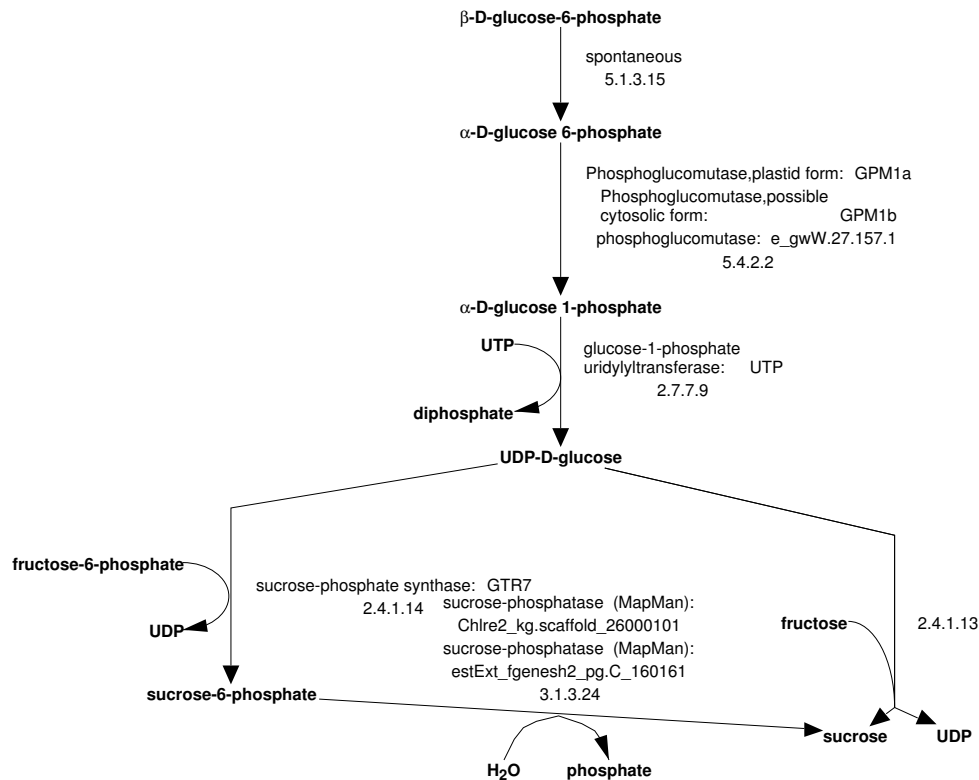 β-D-glucose-6-phosphate
spontaneous
5.1.3.15
α-D-glucose 6-phosphate
Phosphoglucomutase,plastid form: GPM1a
Phosphoglucomutase,possible
cytosolic form: GPM1b
phosphoglucomutase: e_gwW.27.157.1
5.4.2.2
α-D-glucose 1-phosphate
UTP
glucose-1-phosphate
uridylyltransferase: UTP
2.7.7.9
diphosphate
UDP-D-glucose
fructose-6-phosphate
sucrose-phosphate synthase: GTR7
2.4.1.14
UDP
sucrose-phosphatase (MapMan):
Chlre2_kg.scaffold_26000101
sucrose-phosphatase (MapMan):
estExt_fgenesh2_pg.C_160161
3.1.3.24
fructose
2.4.1.13
sucrose-6-phosphate
sucrose
UDP
H₂O
phosphate